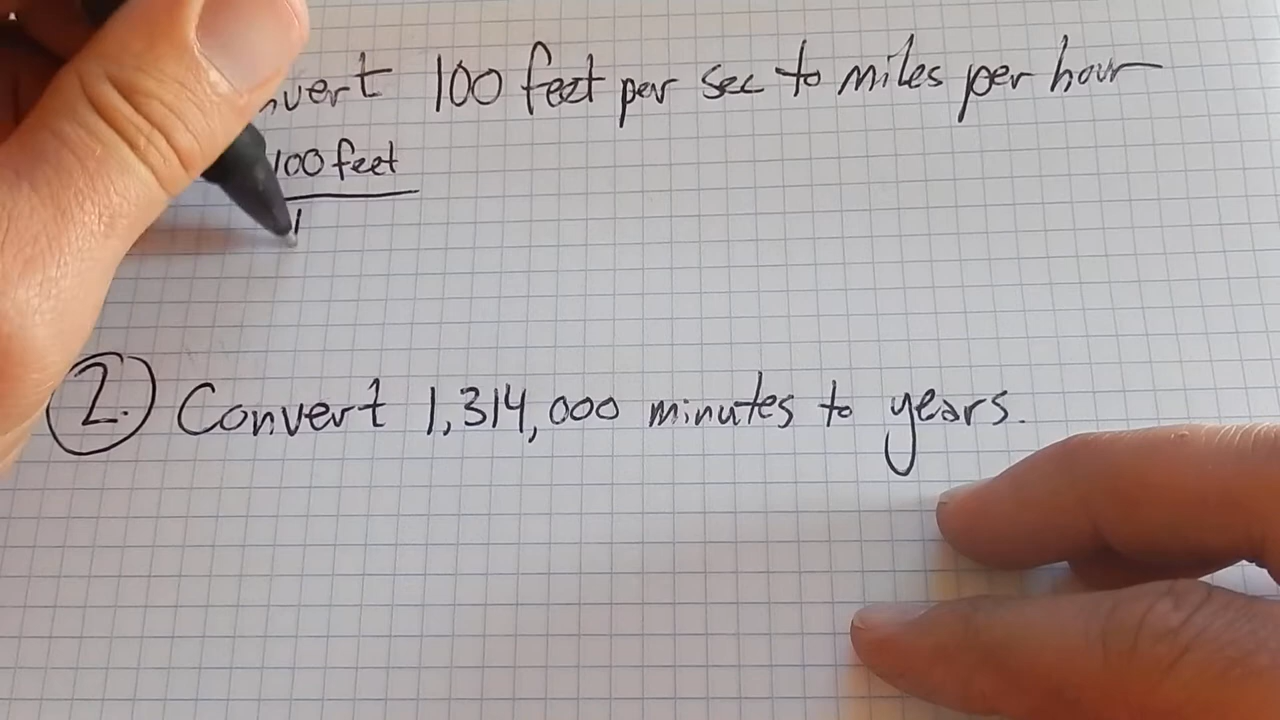 100 feet per sec to miles per hour
100 feet
1
2. Convert 1,314,000 minutes to years.